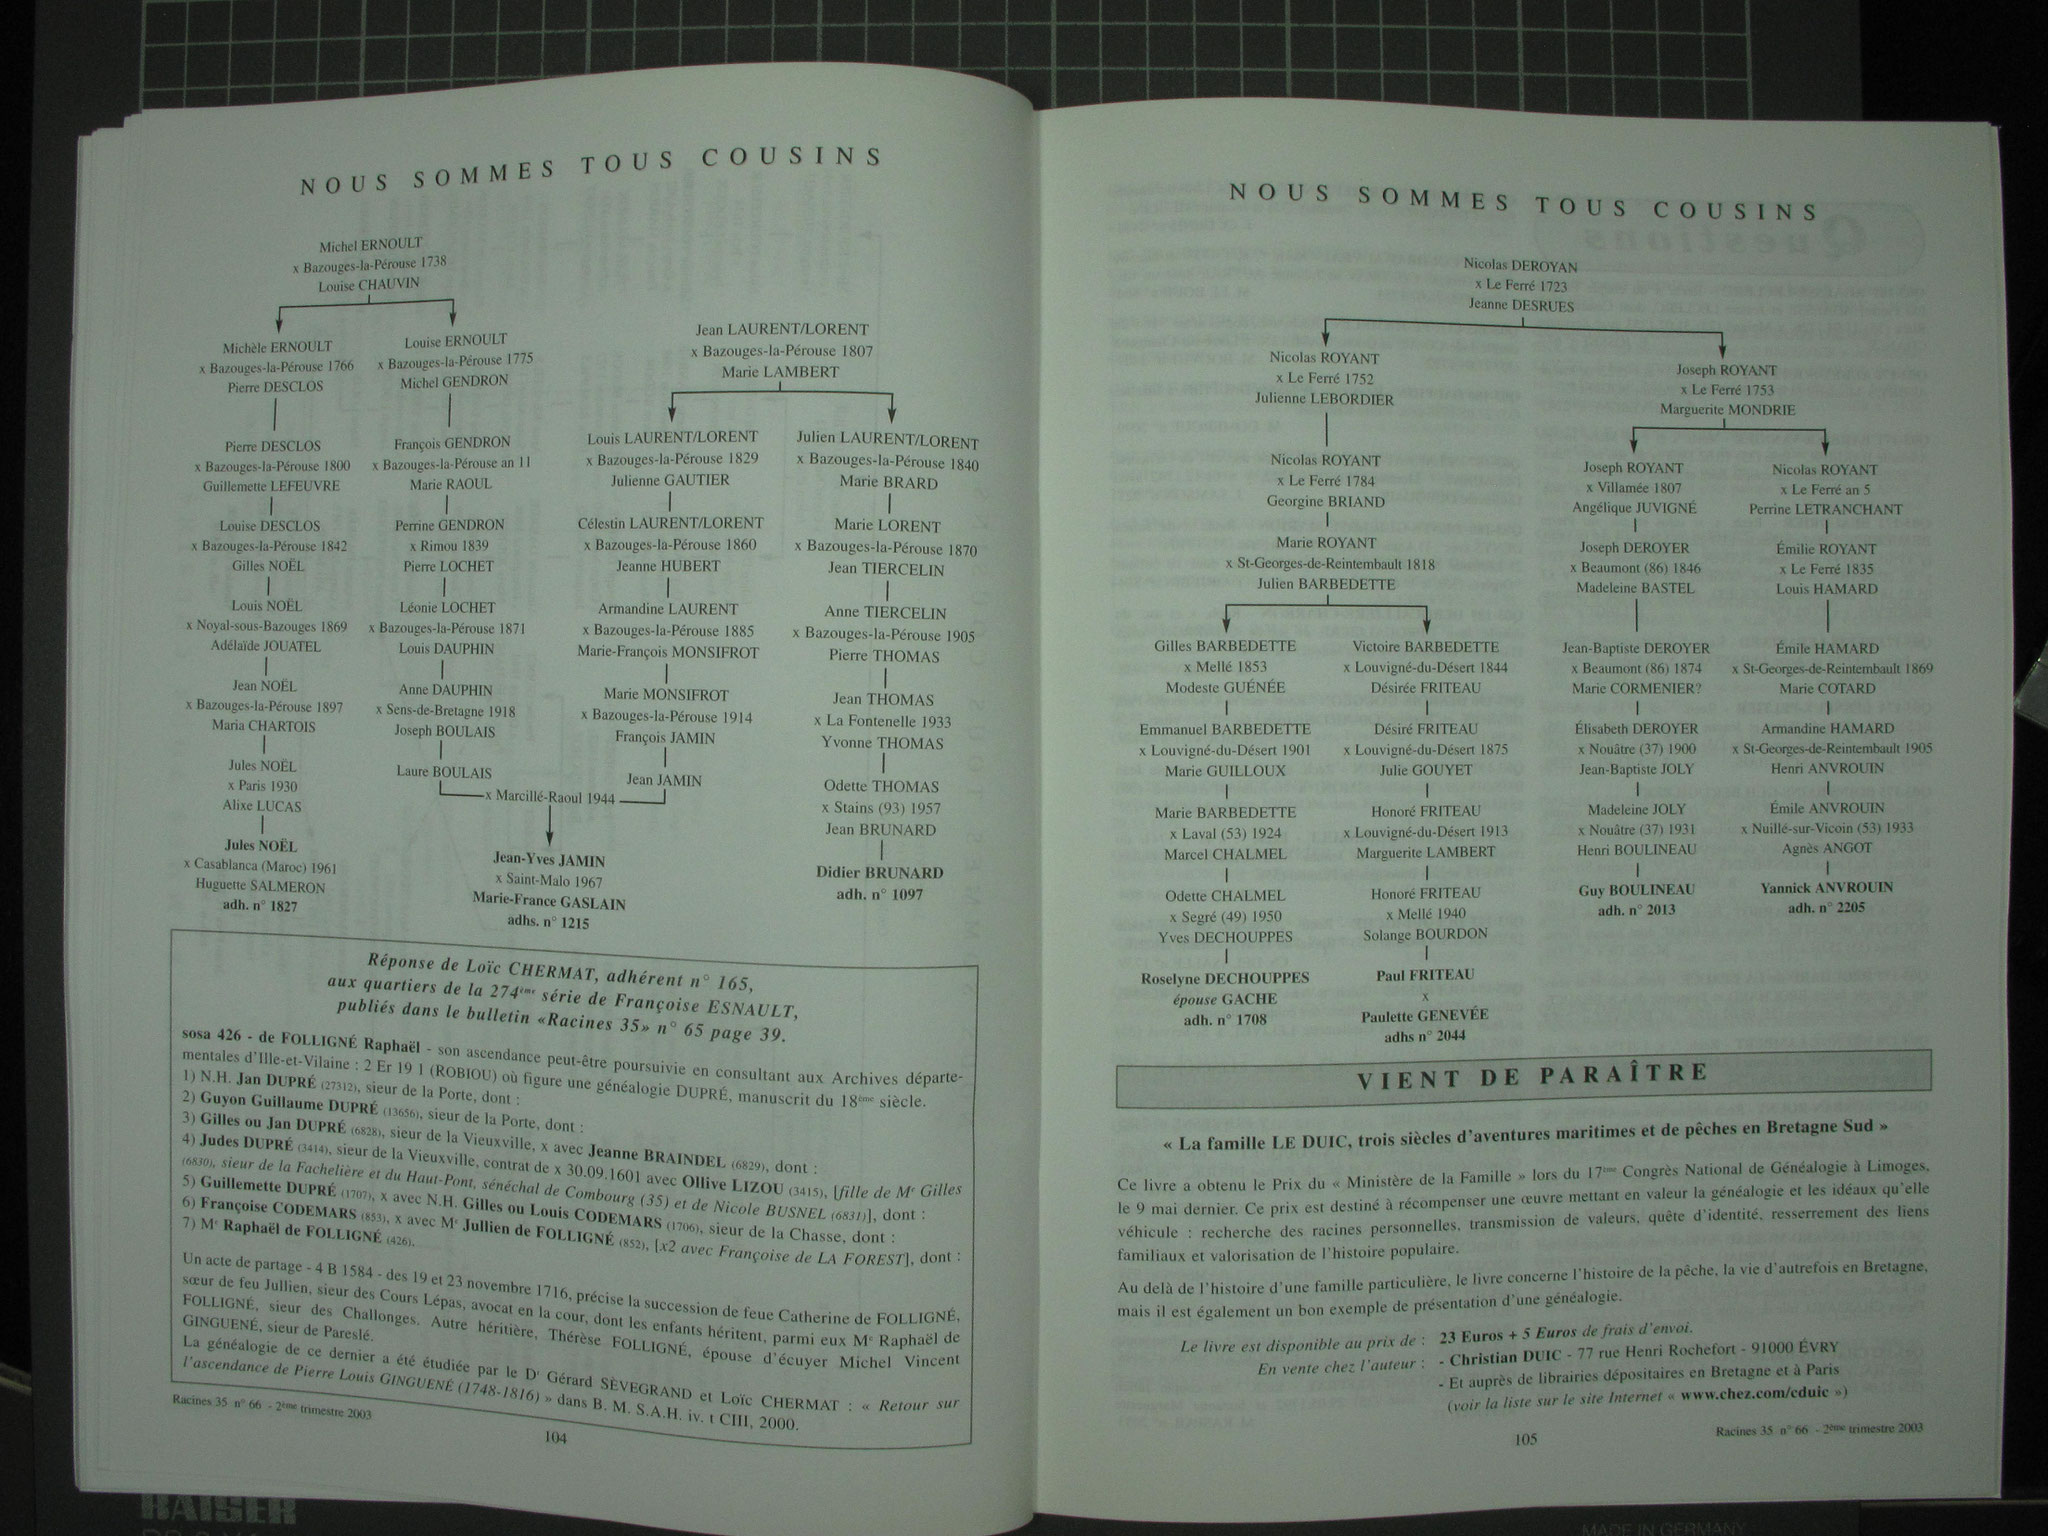 NOUS SOMMES TOUS COUSINS
Michel ERNOULT
x Bazouges-la-Pérouse 1738
Louise CHAUVIN
Michèle ERNOULT
x Bazouges-la-Pérouse 1766
Pierre DESCLOS
Pierre DESCLOS
x Bazouges-la-Pérouse 1800
Guillemette LEFEUVRE
Louise DESCLOS
x Bazouges-la-Pérouse 1842
Gilles NOËL
Louis NOËL
x Noyal-sous-Bazouges 1869
Adélaïde JOUATEL
Jean NOËL
x Bazouges-la-Pérouse 1897
Maria CHARTOIS
Jules NOËL
x Paris 1930
Alixe LUCAS
Jules NOËL
x Casablanca (Maroc) 1961
Huguette SALMERON
adh. n° 1827
Louise ERNOULT
x Bazouges-la-Pérouse 1775
Michel GENDRON
François GENDRON
x Bazouges-la-Pérouse an 11
Marie RAOUL
Perrine GENDRON
x Rimou 1839
Pierre LOCHET
Léonie LOCHET
x Bazouges-la-Pérouse 1871
Louis DAUPHIN
Anne DAUPHIN
x Sens-de-Bretagne 1918
Joseph BOULAIS
Laure BOULAIS
x Marcillé-Raoul 1944
Jean-Yves JAMIN
x Saint-Malo 1967
Marie-France GASLAIN
adhs. n° 1215
Jean LAURENT/LORENT
x Bazouges-la-Pérouse 1807
Marie LAMBERT
Louis LAURENT/LORENT
x Bazouges-la-Pérouse 1829
Julienne GAUTIER
Célestin LAURENT/LORENT
x Bazouges-la-Pérouse 1860
Jeanne HUBERT
Armandine LAURENT
x Bazouges-la-Pérouse 1885
Marie-François MONSIFROT
Marie MONSIFROT
x Bazouges-la-Pérouse 1914
François JAMIN
Jean JAMIN
Julien LAURENT/LORENT
x Bazouges-la-Pérouse 1840
Marie BRARD
Marie LORENT
x Bazouges-la-Pérouse 1870
Jean TIERCELIN
Anne TIERCELIN
x Bazouges-la-Pérouse 1905
Pierre THOMAS
Jean THOMAS
x La Fontenelle 1933
Yvonne THOMAS
Odette THOMAS
x Stains (93) 1957
Jean BRUNARD
Didier BRUNARD
adh. n° 1097
Réponse de Loïc CHERMAT, adhérent n° 165,
aux quartiers de la 274ème série de Françoise ESNAULT,
publiés dans le bulletin «Racines 35» n° 65 page 39.
sosa 426 - de FOLLIGNÉ Raphaël - son ascendance peut-être poursuivie en consultant aux Archives départe-
mentales d'Ille-et-Vilaine : 2 Er 19 1 (ROBIOU) où figure une généalogie DUPRÉ, manuscrit du 18ème siècle.
1) N.H. Jan DUPRÉ (27312), sieur de la Porte, dont :
2) Guyon Guillaume DUPRÉ (13656), sieur de la Porte, dont :
3) Gilles ou Jan DUPRÉ (6828), sieur de la Vieuxville, x avec Jeanne BRAINDEL (6829), dont :
4) Judes DUPRÉ (3414), sieur de la Vieuxville, contrat de x 30.09.1601 avec Ollive LIZOU (3415), [fille de Me Gilles
(6830), sieur de la Fachelière et du Haut-Pont, sénéchal de Combourg (35) et de Nicole BUSNEL (6831)], dont :
5) Guillemette DUPRÉ (1707), x avec N.H. Gilles ou Louis CODEMARS (1706), sieur de la Chasse, dont :
6) Françoise CODEMARS (853), x avec Me Jullien de FOLLIGNÉ (852), [x2 avec Françoise de LA FOREST], dont :
7) Me Raphaël de FOLLIGNÉ (426).
Un acte de partage - 4 B 1584 - des 19 et 23 novembre 1716, précise la succession de feue Catherine de FOLLIGNÉ,
sœur de feu Jullien, sieur des Cours Lépas, avocat en la cour, dont les enfants héritent, parmi eux Me Raphaël de
FOLLIGNÉ, sieur des Challonges. Autre héritière, Thérèse FOLLIGNÉ, épouse d'écuyer Michel Vincent
GINGUENÉ, sieur de Pareslé.
La généalogie de ce dernier a été étudiée par le Dr Gérard SÈVEGRAND et Loïc CHERMAT : « Retour sur
l'ascendance de Pierre Louis GINGUENÉ (1748-1816) » dans B. M. S.A.H. iv. t CIII, 2000.
Racines 35 n° 66 - 2ème trimestre 2003
104
NOUS SOMMES TOUS COUSINS
Nicolas DEROYAN
x Le Ferré 1723
Jeanne DESRUES
Nicolas ROYANT
x Le Ferré 1752
Julienne LEBORDIER
Nicolas ROYANT
x Le Ferré 1784
Georgine BRIAND
Marie ROYANT
x St-Georges-de-Reintembault 1818
Julien BARBEDETTE
Gilles BARBEDETTE
x Mellé 1853
Modeste GUÉNÉE
Emmanuel BARBEDETTE
x Louvigné-du-Désert 1901
Marie GUILLOUX
Marie BARBEDETTE
x Laval (53) 1924
Marcel CHALMEL
Odette CHALMEL
x Segré (49) 1950
Yves DECHOUPPES
Roselyne DECHOUPPES
épouse GACHE
adh. n° 1708
Victoire BARBEDETTE
x Louvigné-du-Désert 1844
Désirée FRITEAU
Désiré FRITEAU
x Louvigné-du-Désert 1875
Julie GOUYET
Honoré FRITEAU
x Louvigné-du-Désert 1913
Marguerite LAMBERT
Honoré FRITEAU
x Mellé 1940
Solange BOURDON
Paul FRITEAU
x
Paulette GENEVÉE
adhs n° 2044
Joseph ROYANT
x Le Ferré 1753
Marguerite MONDRIE
Joseph ROYANT
x Villamée 1807
Angélique JUVIGNÉ
Joseph DEROYER
x Beaumont (86) 1846
Madeleine BASTEL
Jean-Baptiste DEROYER
x Beaumont (86) 1874
Marie CORMENIER?
Élisabeth DEROYER
x Nouâtre (37) 1900
Jean-Baptiste JOLY
Madeleine JOLY
x Nouâtre (37) 1931
Henri BOULINEAU
Guy BOULINEAU
adh. n° 2013
Nicolas ROYANT
x Le Ferré an 5
Perrine LETRANCHANT
Émilie ROYANT
x Le Ferré 1835
Louis HAMARD
Émile HAMARD
x St-Georges-de-Reintembault 1869
Marie COTARD
Armandine HAMARD
x St-Georges-de-Reintembault 1905
Henri ANVROUIN
Émile ANVROUIN
x Nuillé-sur-Vicoin (53) 1933
Agnès ANGOT
Yannick ANVROUIN
adh. n° 2205
VIENT DE PARAÎTRE
« La famille LE DUIC, trois siècles d'aventures maritimes et de pêches en Bretagne Sud »
Ce livre a obtenu le Prix du « Ministère de la Famille » lors du 17ème Congrès National de Généalogie à Limoges,
le 9 mai dernier. Ce prix est destiné à récompenser une œuvre mettant en valeur la généalogie et les idéaux qu'elle
véhicule : recherche des racines personnelles, transmission de valeurs, quête d'identité, resserrement des liens
familiaux et valorisation de l'histoire populaire.
Au delà de l'histoire d'une famille particulière, le livre concerne l'histoire de la pêche, la vie d'autrefois en Bretagne,
mais il est également un bon exemple de présentation d'une généalogie.
Le livre est disponible au prix de : 23 Euros + 5 Euros de frais d'envoi.
En vente chez l'auteur : - Christian DUIC - 77 rue Henri Rochefort - 91000 ÉVRY
- Et auprès de librairies dépositaires en Bretagne et à Paris
(voir la liste sur le site Internet « www.chez.com/cduic »)
105
Racines 35 n° 66 - 2ème trimestre 2003
KAISER
MADE IN GERMANY